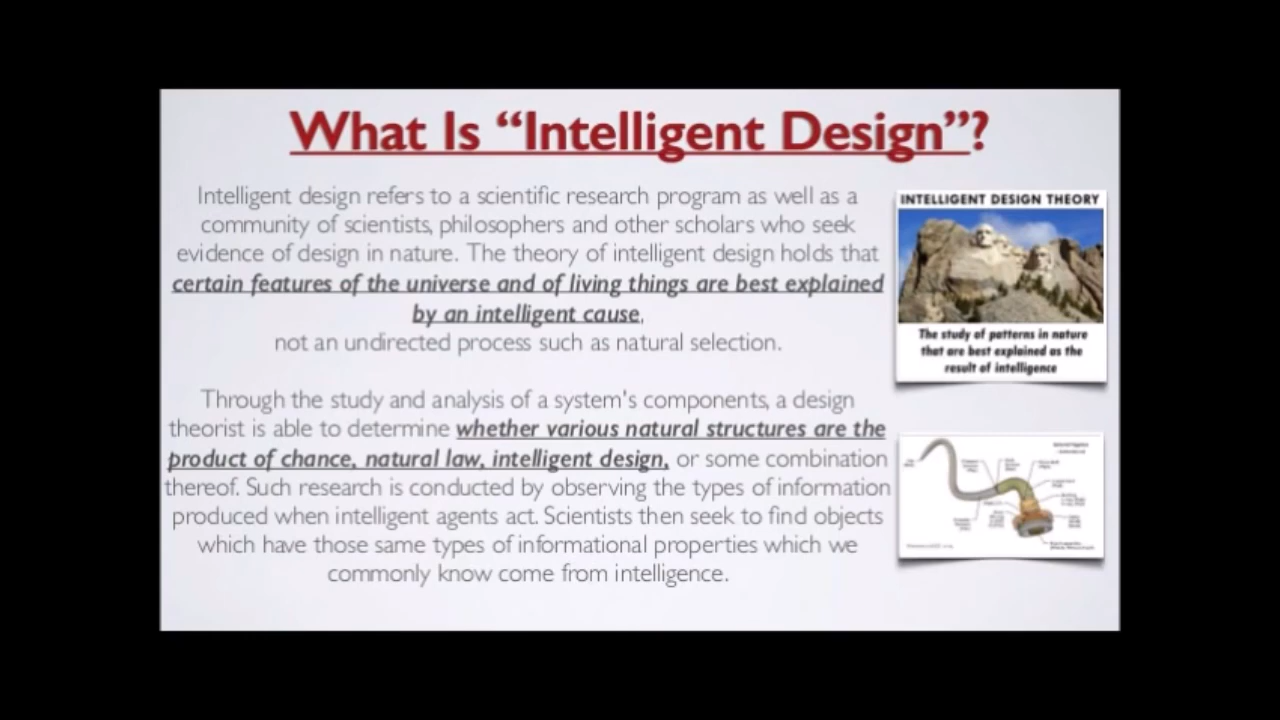 What Is “Intelligent Design”?
Intelligent design refers to a scientific research program as well as a
community of scientists, philosophers and other scholars who seek
evidence of design in nature. The theory of intelligent design holds that
certain features of the universe and of living things are best explained
by an intelligent cause,
not an undirected process such as natural selection.
Through the study and analysis of a system's components, a design
theorist is able to determine whether various natural structures are the
product of chance, natural law, intelligent design, or some combination
thereof. Such research is conducted by observing the types of information
produced when intelligent agents act. Scientists then seek to find objects
which have those same types of informational properties which we
commonly know come from intelligence.
INTELLIGENT DESIGN THEORY
The study of patterns in nature
that are best explained as the
result of intelligence